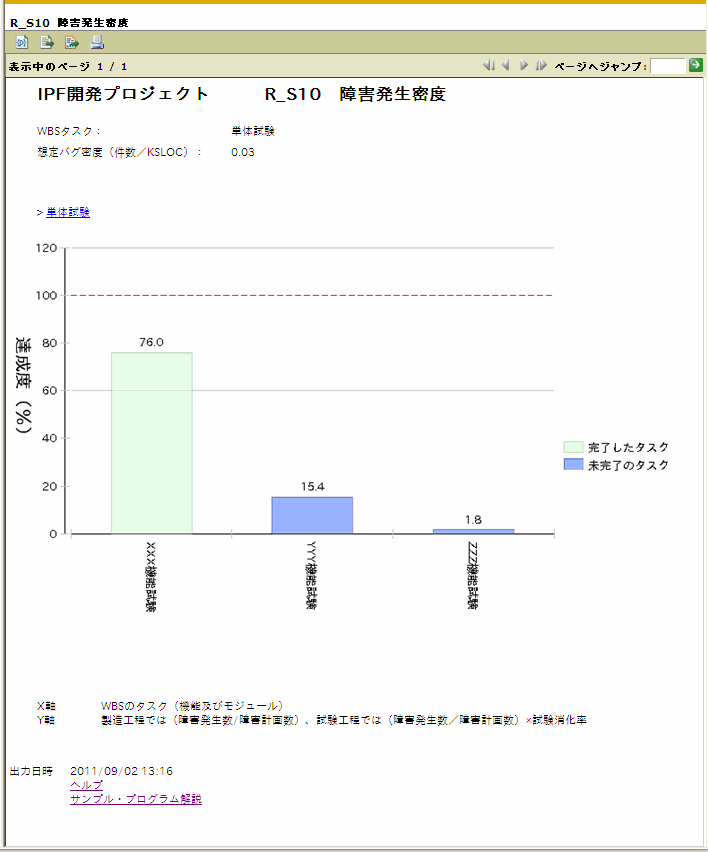 R_S10 障害発生密度
表示中のページ 1 / 1
ページへジャンプ:
IPF開発プロジェクト R_S10 障害発生密度
WBSタスク： 単体試験
想定バグ密度（件数／KSLOC）： 0.03
> 単体試験
達成度（%）
120
100
80
60
40
20
0
76.0
15.4
1.8
XXX機能試験
YYY機能試験
ZZZ機能試験
完了したタスク
未完了のタスク
X軸 WBSのタスク（機能及びモジュール）
Y軸 製造工程では（障害発生数/障害計画数）、試験工程では（障害発生数／障害計画数）×試験消化率
出力日時 2011/09/02 13:16
ヘルプ
サンプル・プログラム解説